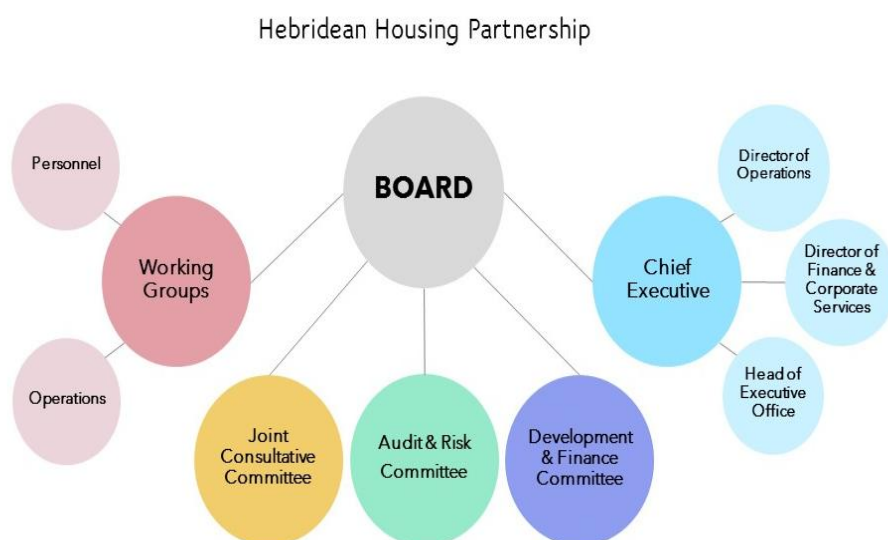 Hebridean Housing Partnership
BOARD
Personnel
Working
Groups
Operations
Joint
Consultative
Committee
Audit & Risk
Committee
Development
& Finance
Committee
Chief
Executive
Director of
Operations
Director of
Finance &
Corporate
Services
Head of
Executive
Office